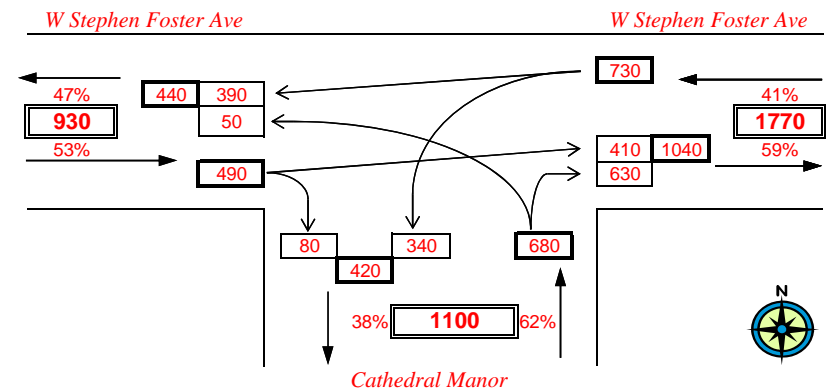 W Stephen Foster Ave W Stephen Foster Ave
730
47% 440 390 41%
930 50 1770
53% 410 1040 59%
490 630
80 340 680
420
38% 1100 62%
N
Cathedral Manor